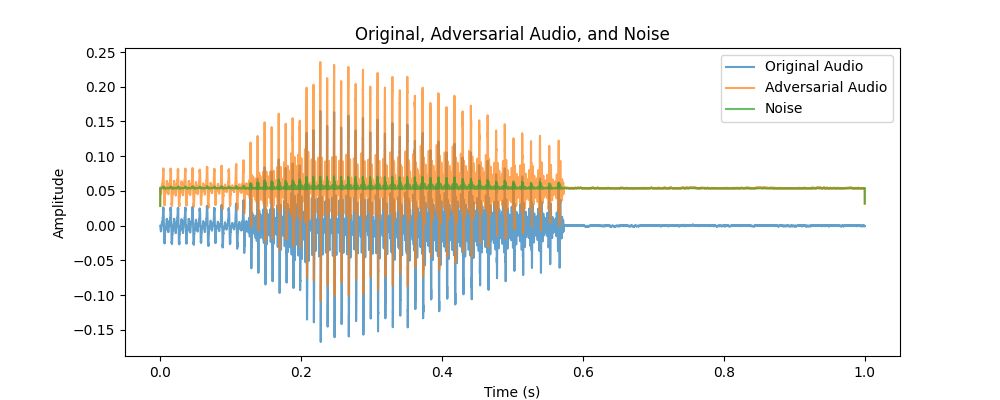 Original, Adversarial Audio, and Noise
0.25
0.20
0.15
0.10
0.05
0.00
−0.05
−0.10
−0.15
Amplitude
Original Audio
Adversarial Audio
Noise
0.0 0.2 0.4 0.6 0.8 1.0
Time (s)